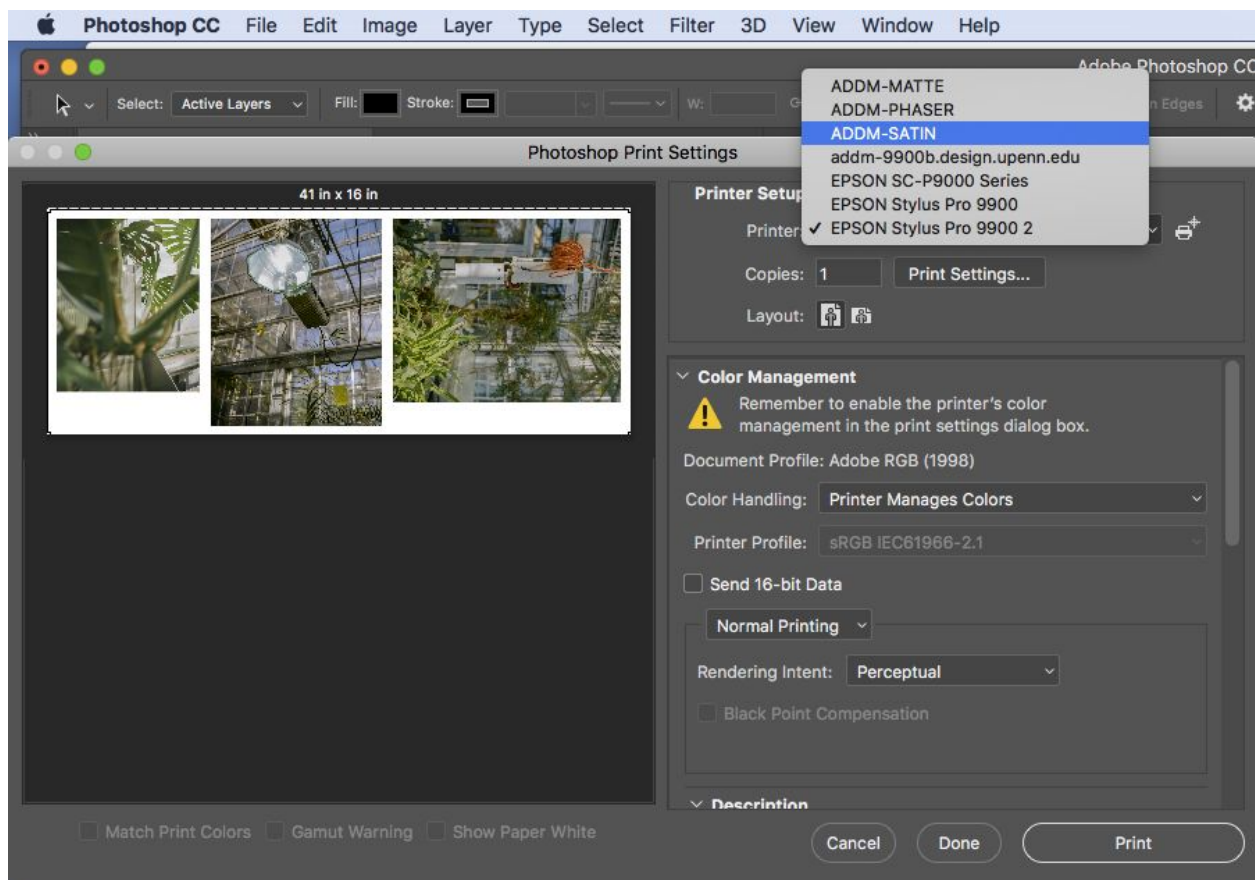 Photoshop CC File Edit Image Layer Type Select Filter 3D View Window Help
Adobe Photoshop CC
Select: Active Layers Fill: Stroke: W: Edges
ADDM-MATTE
ADDM-PHASER
ADDM-SATIN
addm-9900b.design.upenn.edu
EPSON SC-P9000 Series
EPSON Stylus Pro 9900
✓ EPSON Stylus Pro 9900 2
Photoshop Print Settings
41 in x 16 in
Printer Setup
Printer:
Copies: 1 Print Settings...
Layout:
Color Management
Remember to enable the printer's color
management in the print settings dialog box.
Document Profile: Adobe RGB (1998)
Color Handling: Printer Manages Colors
Printer Profile: sRGB IEC61966-2.1
Send 16-bit Data
Normal Printing
Rendering Intent: Perceptual
Black Point Compensation
Description
Match Print Colors Gamut Warning Show Paper White
Cancel Done Print